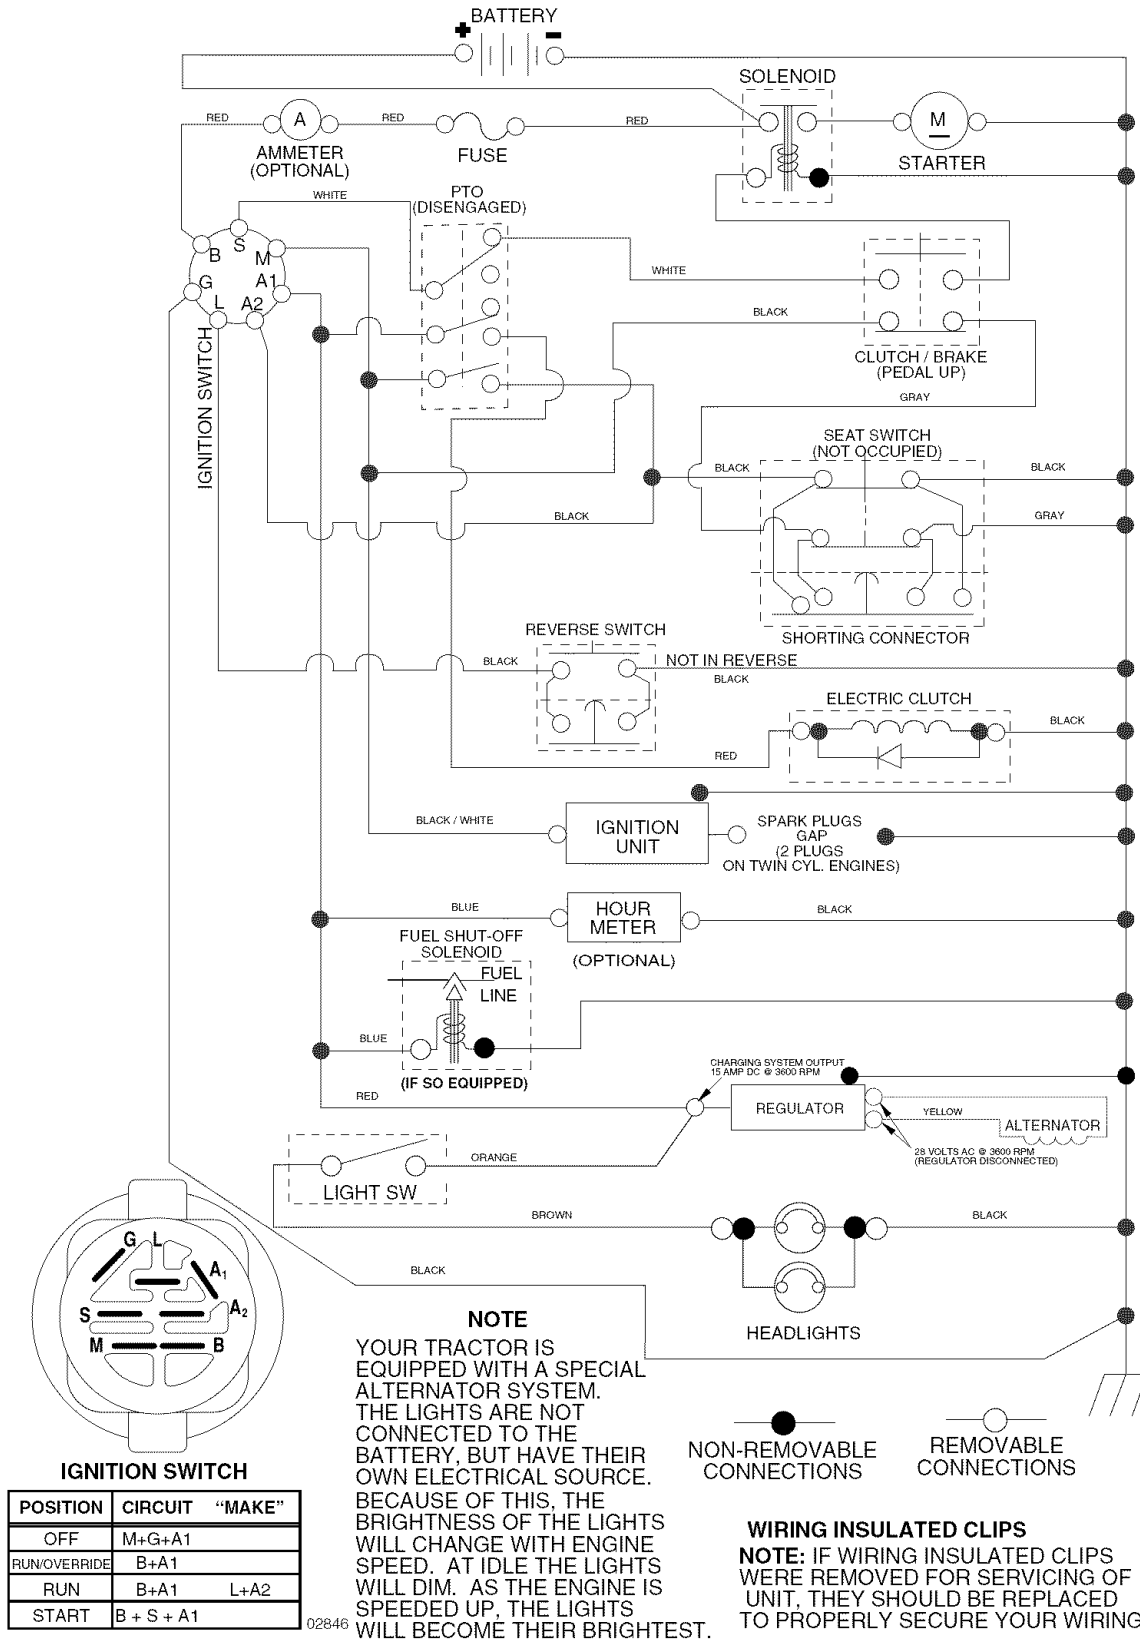 BATTERY
+ -
SOLENOID
RED
A
RED
RED
M
AMMETER
(OPTIONAL)
FUSE
STARTER
PTO
(DISENGAGED)
WHITE
B
S
M
G
A1
L
A2
WHITE
BLACK
CLUTCH / BRAKE
(PEDAL UP)
IGNITION SWITCH
GRAY
SEAT SWITCH
(NOT OCCUPIED)
BLACK
BLACK
BLACK
GRAY
SHORTING CONNECTOR
REVERSE SWITCH
BLACK
NOT IN REVERSE
BLACK
ELECTRIC CLUTCH
BLACK
RED
BLACK / WHITE
IGNITION
UNIT
SPARK PLUGS
GAP
(2 PLUGS
ON TWIN CYL. ENGINES)
BLUE
HOUR
METER
BLACK
(OPTIONAL)
FUEL SHUT-OFF
SOLENOID
FUEL
LINE
BLUE
(IF SO EQUIPPED)
CHARGING SYSTEM OUTPUT
15 AMP DC @ 3600 RPM
RED
REGULATOR
YELLOW
ALTERNATOR
28 VOLTS AC @ 3600 RPM
(REGULATOR DISCONNECTED)
ORANGE
LIGHT SW
BROWN
BLACK
BLACK
HEADLIGHTS
G L
A1
S
A2
M
B
IGNITION SWITCH
POSITION CIRCUIT "MAKE"
OFF M+G+A1
RUN/OVERRIDE B+A1
RUN B+A1 L+A2
START B + S + A1
02846
NOTE
YOUR TRACTOR IS
EQUIPPED WITH A SPECIAL
ALTERNATOR SYSTEM.
THE LIGHTS ARE NOT
CONNECTED TO THE
BATTERY, BUT HAVE THEIR
OWN ELECTRICAL SOURCE.
BECAUSE OF THIS, THE
BRIGHTNESS OF THE LIGHTS
WILL CHANGE WITH ENGINE
SPEED. AT IDLE THE LIGHTS
WILL DIM. AS THE ENGINE IS
SPEEDED UP, THE LIGHTS
WILL BECOME THEIR BRIGHTEST.
NON-REMOVABLE
CONNECTIONS
REMOVABLE
CONNECTIONS
WIRING INSULATED CLIPS
NOTE: IF WIRING INSULATED CLIPS
WERE REMOVED FOR SERVICING OF
UNIT, THEY SHOULD BE REPLACED
TO PROPERLY SECURE YOUR WIRING